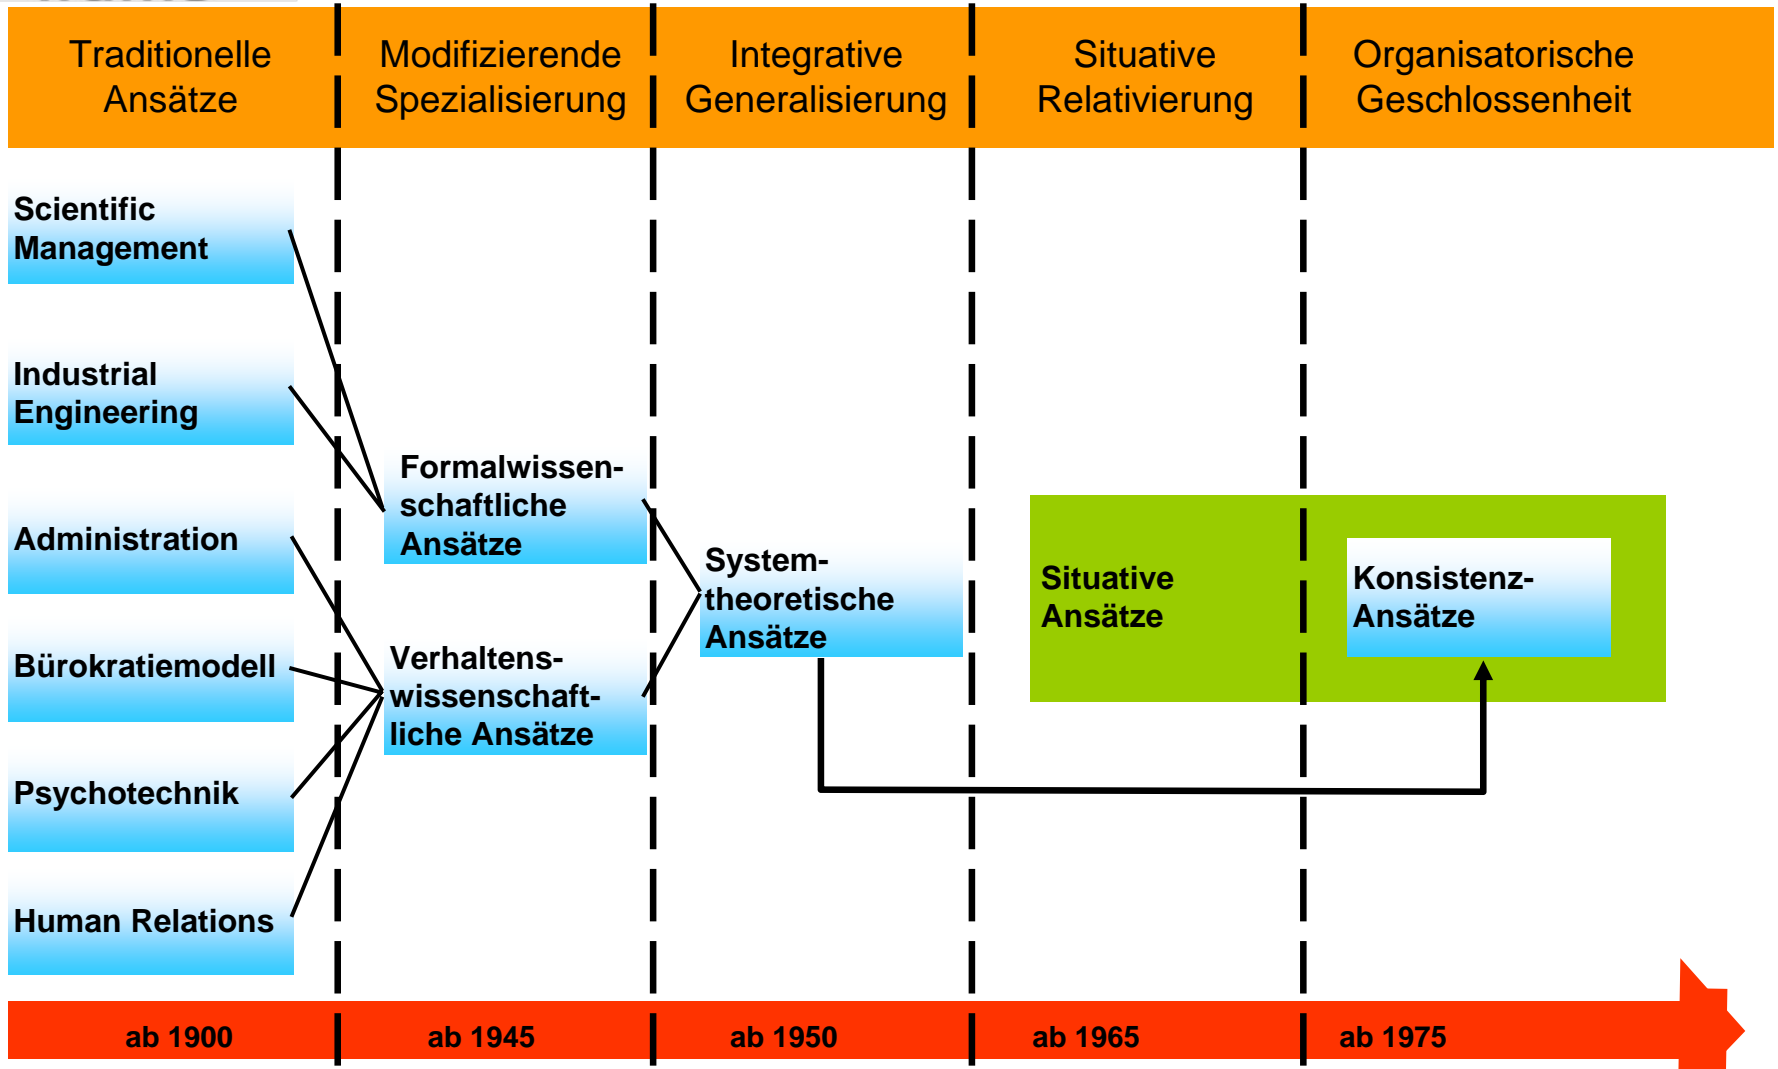 Traditionelle
Ansätze
Modifizierende
Spezialisierung
Integrative
Generalisierung
Situative
Relativierung
Organisatorische
Geschlossenheit
Scientific
Management
Industrial
Engineering
Administration
Bürokratiemodell
Psychotechnik
Human Relations
Formalwissen-
schaftliche
Ansätze
Verhaltens-
wissenschaft-
liche Ansätze
System-
theoretische
Ansätze
Situative
Ansätze
Konsistenz-
Ansätze
ab 1900
ab 1945
ab 1950
ab 1965
ab 1975